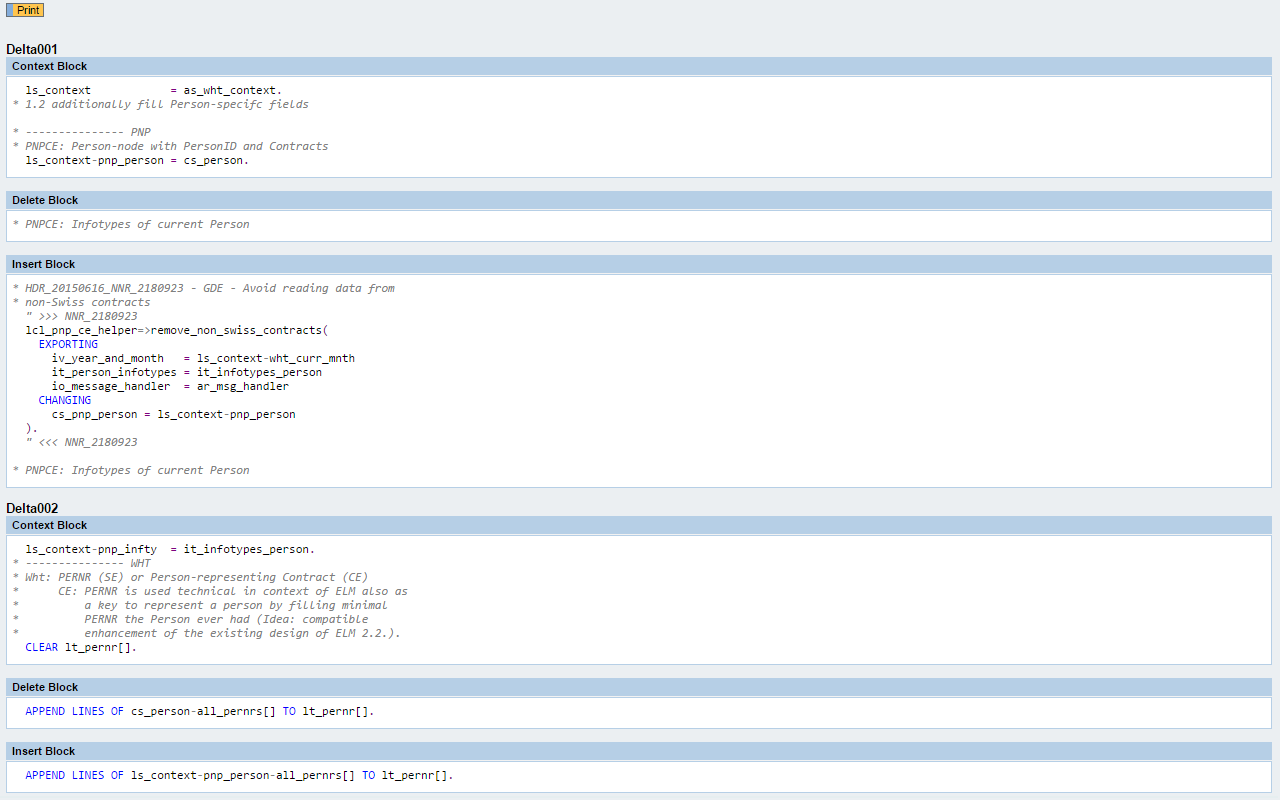 Print
Delta001
Context Block
ls_context            = as_wht_context.
* 1.2 additionally fill Person-specifc fields
* --------------- PNP
* PNPCE: Person-node with PersonID and Contracts
ls_context-pnp_person = cs_person.
Delete Block
* PNPCE: Infotypes of current Person
Insert Block
* HDR_20150616_NNR_2180923 - GDE - Avoid reading data from
* non-Swiss contracts
" >>> NNR_2180923
lcl_pnp_ce_helper=>remove_non_swiss_contracts(
EXPORTING
iv_year_and_month   = ls_context-wht_curr_mnth
it_person_infotypes = it_infotypes_person
io_message_handler  = ar_msg_handler
CHANGING
cs_pnp_person = ls_context-pnp_person
).
" <<< NNR_2180923
* PNPCE: Infotypes of current Person
Delta002
Context Block
ls_context-pnp_infty  = it_infotypes_person.
* --------------- WHT
* Wht: PERNR (SE) or Person-representing Contract (CE)
*      CE: PERNR is used technical in context of ELM also as
*          a key to represent a person by filling minimal
*          PERNR the Person ever had (Idea: compatible
*          enhancement of the existing design of ELM 2.2.).
CLEAR lt_pernr[].
Delete Block
APPEND LINES OF cs_person-all_pernrs[] TO lt_pernr[].
Insert Block
APPEND LINES OF ls_context-pnp_person-all_pernrs[] TO lt_pernr[].